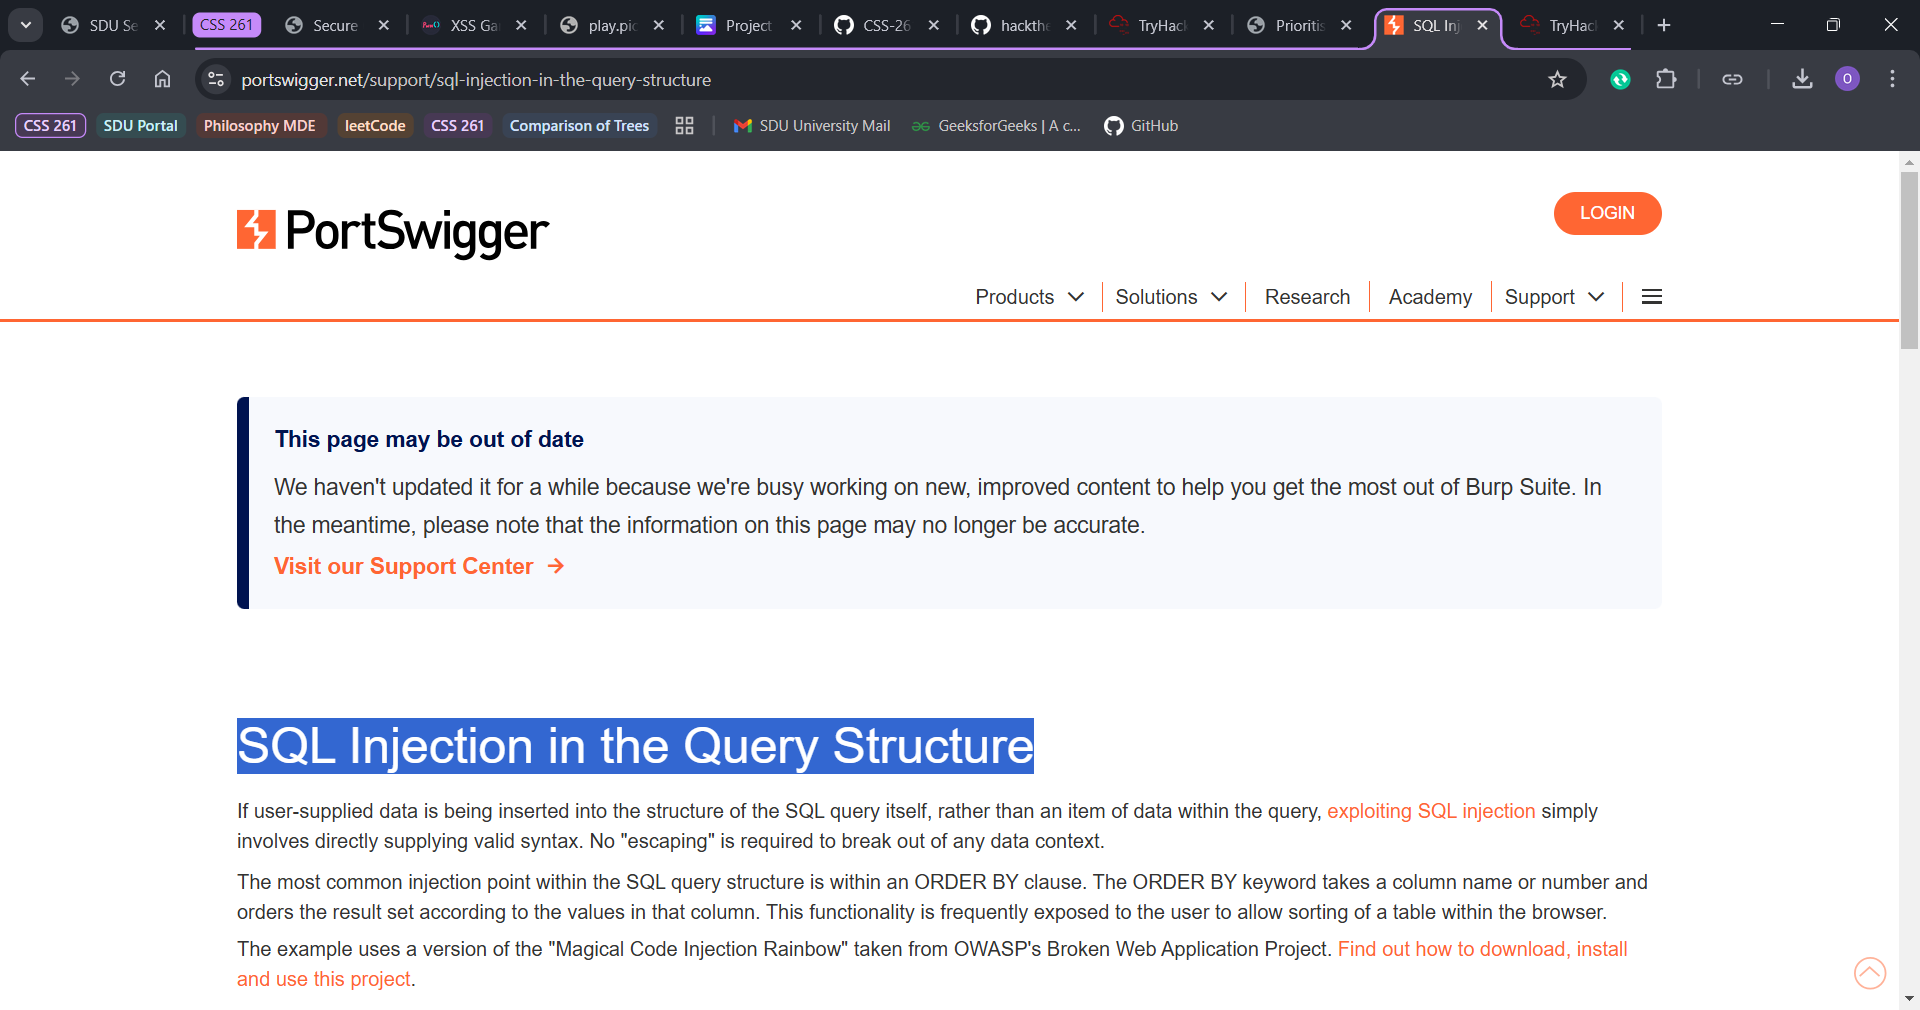 SDU Se
CSS 261
Secure
XSS Ga
play.pic
Project
CSS-26
hackthe
TryHack
Prioritis
SQL Inj
TryHack
portswigger.net/support/sql-injection-in-the-query-structure
O
CSS 261
SDU Portal
Philosophy MDE
leetCode
CSS 261
Comparison of Trees
SDU University Mail
GeeksforGeeks | A c...
GitHub
PortSwigger
LOGIN
Products
Solutions
Research
Academy
Support
This page may be out of date
We haven't updated it for a while because we're busy working on new, improved content to help you get the most out of Burp Suite. In
the meantime, please note that the information on this page may no longer be accurate.
Visit our Support Center →
SQL Injection in the Query Structure
If user-supplied data is being inserted into the structure of the SQL query itself, rather than an item of data within the query, exploiting SQL injection simply
involves directly supplying valid syntax. No "escaping" is required to break out of any data context.
The most common injection point within the SQL query structure is within an ORDER BY clause. The ORDER BY keyword takes a column name or number and
orders the result set according to the values in that column. This functionality is frequently exposed to the user to allow sorting of a table within the browser.
The example uses a version of the "Magical Code Injection Rainbow" taken from OWASP's Broken Web Application Project. Find out how to download, install
and use this project.